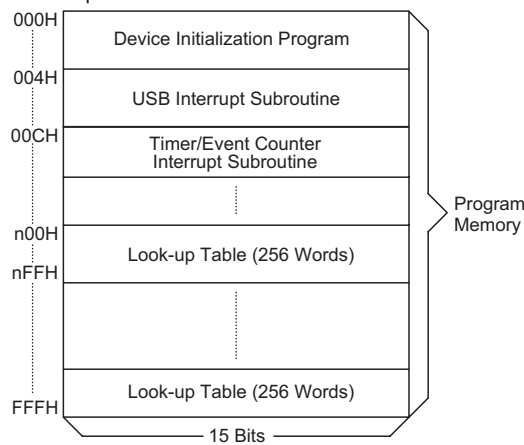 000H
Device Initialization Program
004H
USB Interrupt Subroutine
00CH
Timer/Event Counter
Interrupt Subroutine
n00H
Look-up Table (256 Words)
nFFH
Program
Memory
Look-up Table (256 Words)
FFFH
15 Bits